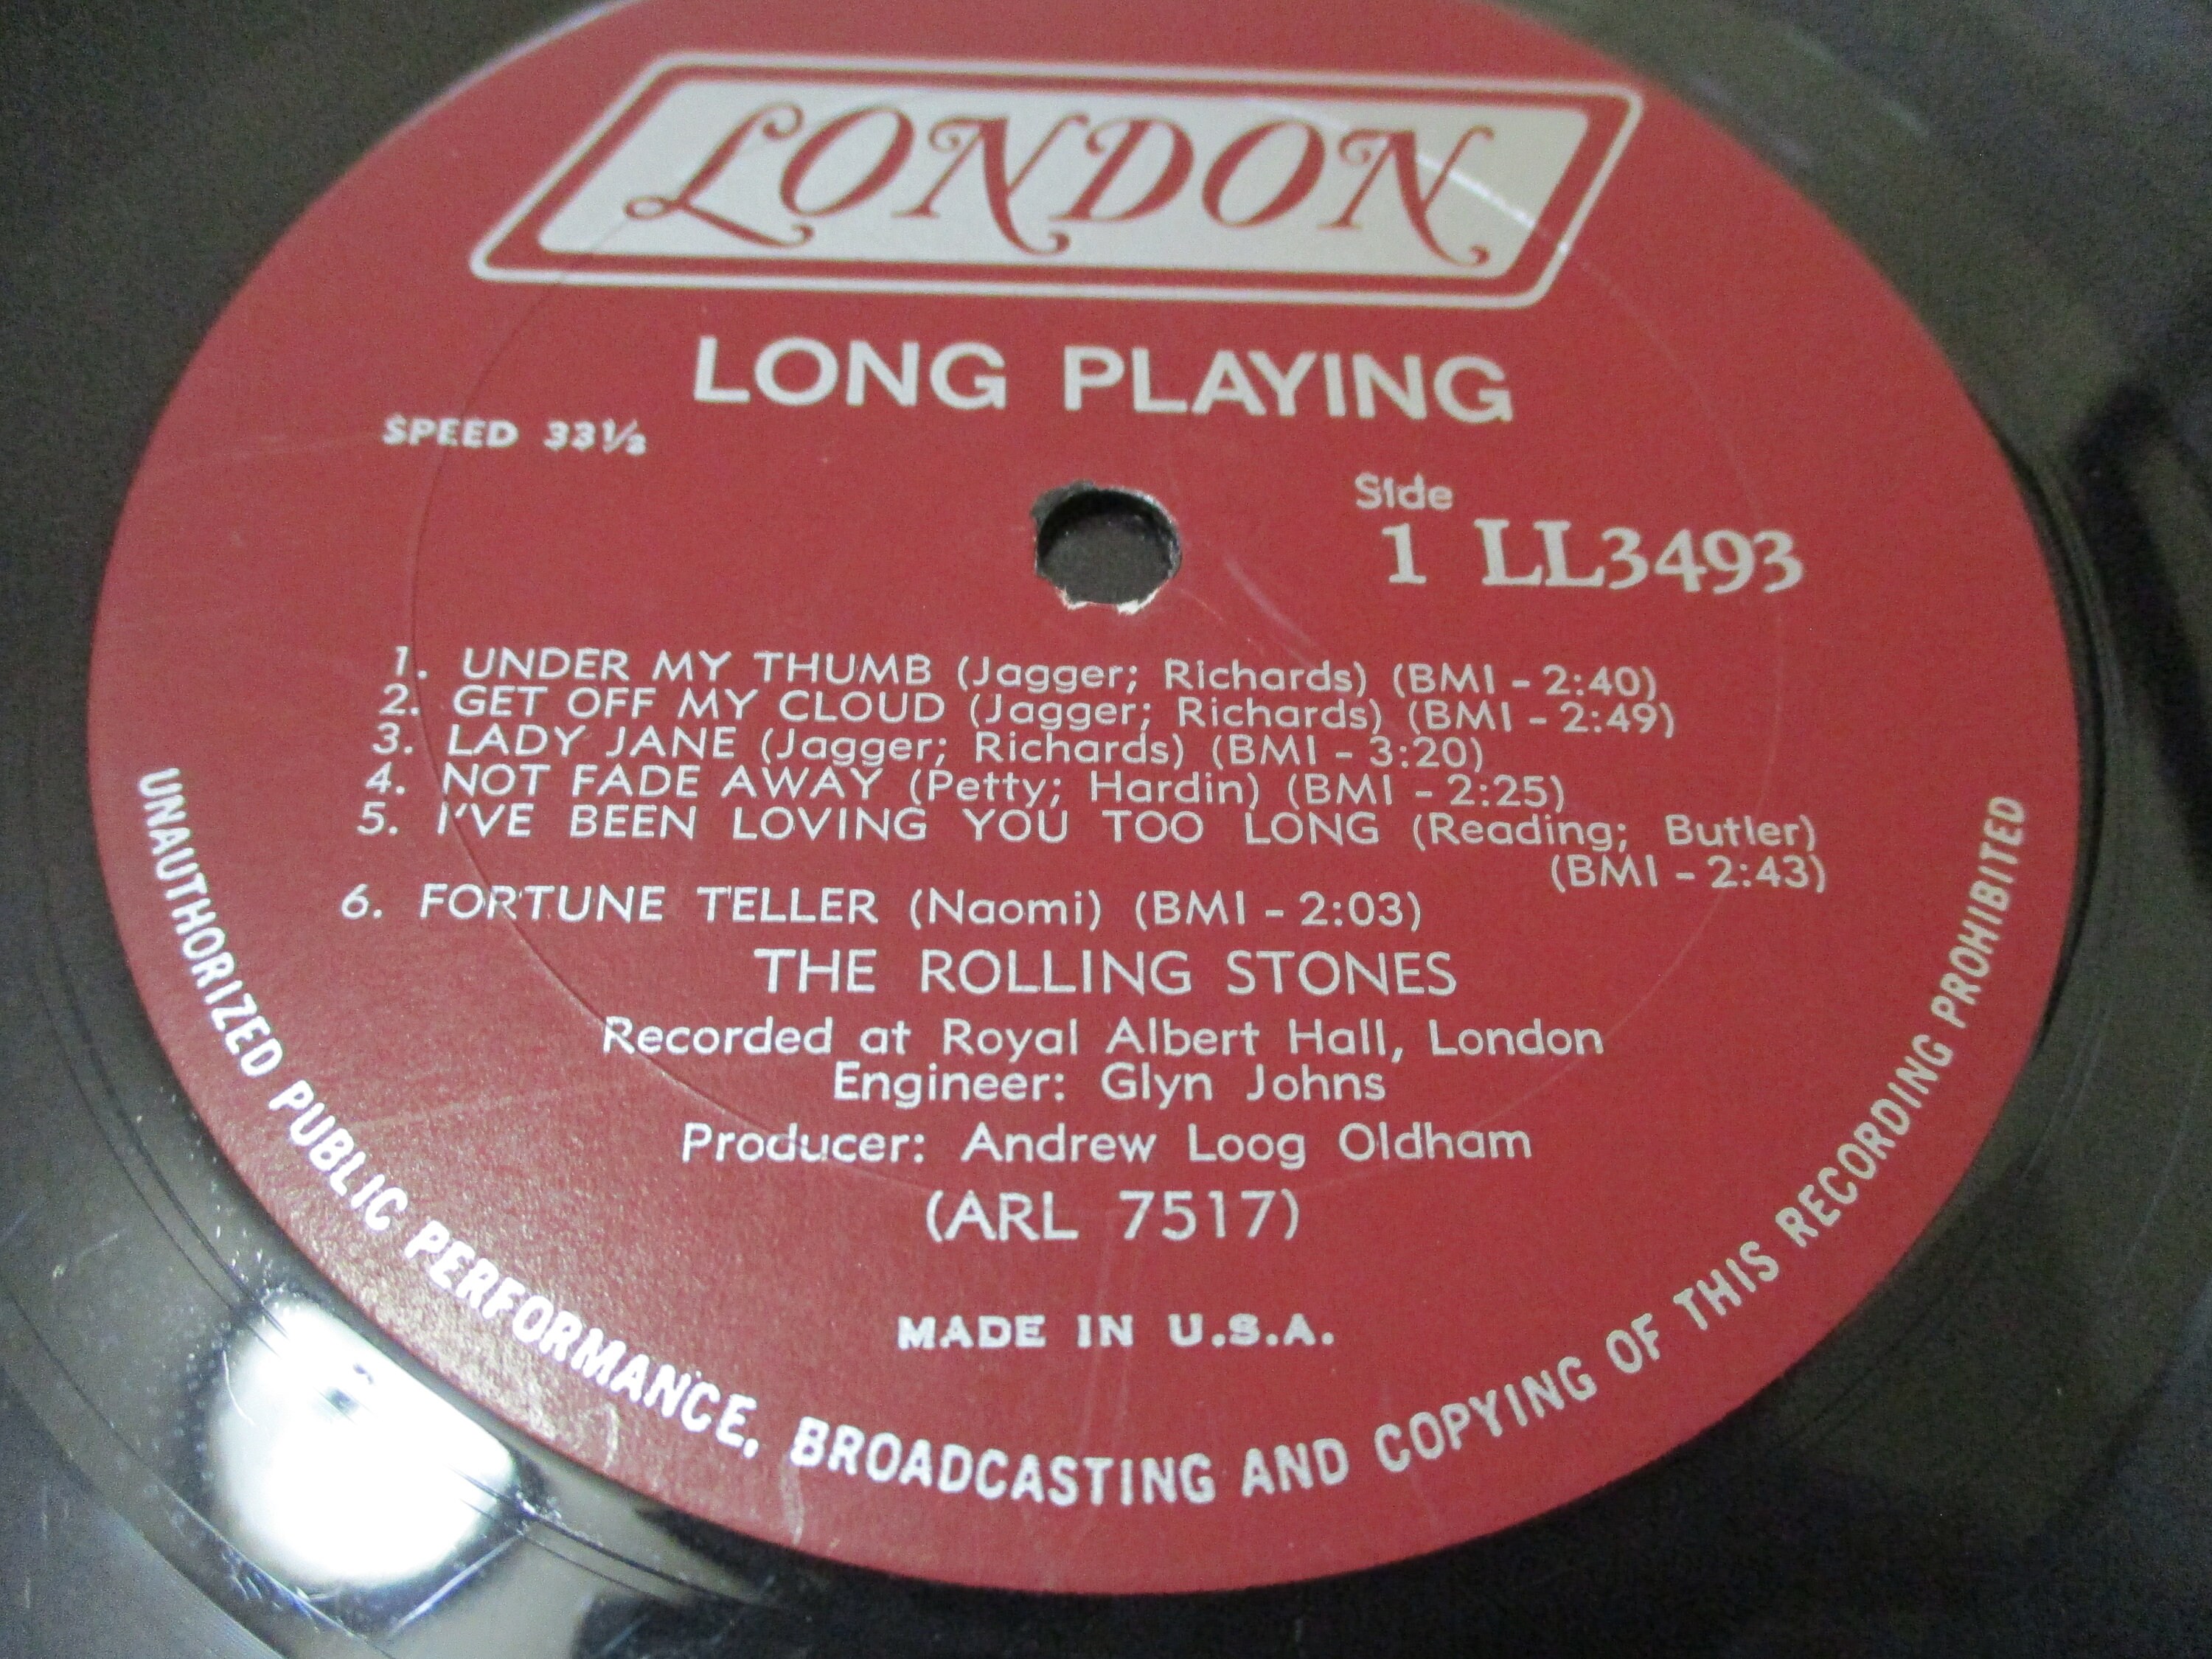 LONDON
LONG PLAYING
SPEED 33⅓
Side
1 LL3493
1. UNDER MY THUMB (Jagger; Richards) (BMI - 2:40)
2. GET OFF MY CLOUD (Jagger; Richards) (BMI - 2:49)
3. LADY JANE (Jagger; Richards) (BMI - 3:20)
4. NOT FADE AWAY (Petty; Hardin) (BMI - 2:25)
5. I'VE BEEN LOVING YOU TOO LONG (Reading; Butler)
(BMI - 2:43)
6. FORTUNE TELLER (Naomi) (BMI - 2:03)
THE ROLLING STONES
Recorded at Royal Albert Hall, London
Engineer: Glyn Johns
Producer: Andrew Loog Oldham
(ARL 7517)
MADE IN U.S.A.
UNAUTHORIZED PUBLIC PERFORMANCE, BROADCASTING AND COPYING OF THIS RECORDING PROHIBITED